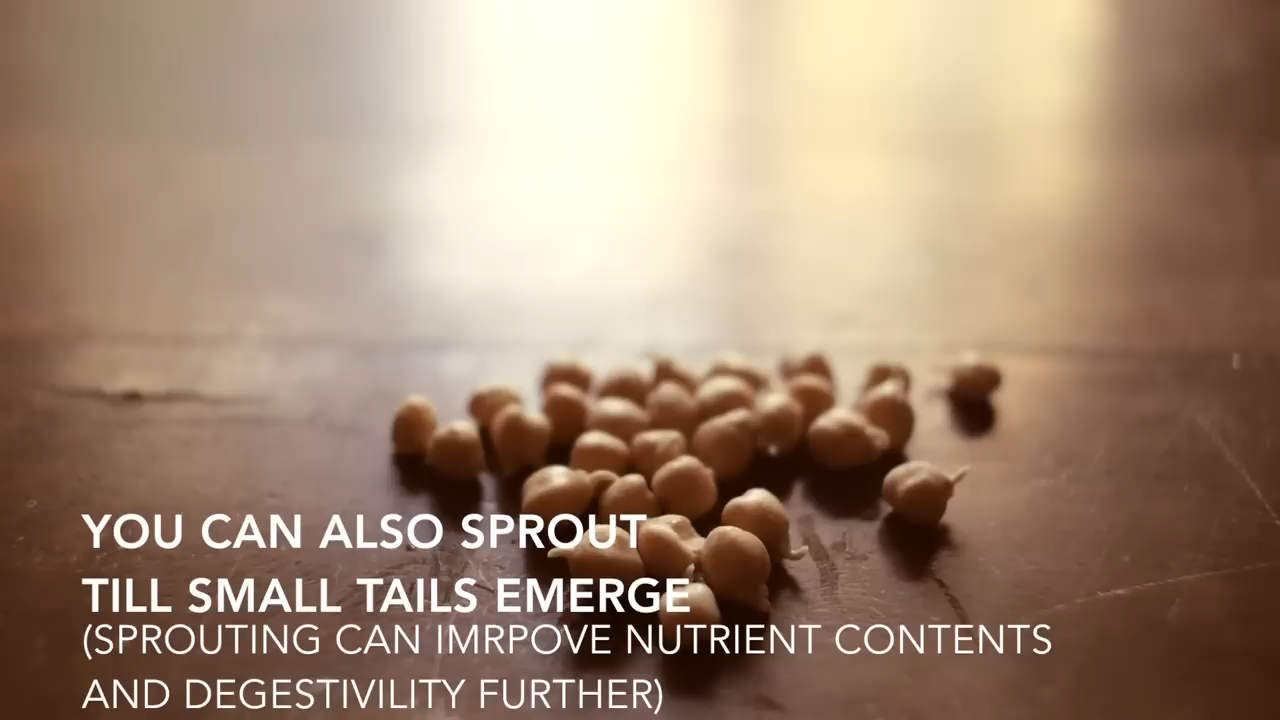 YOU CAN ALSO SPROUT
TILL SMALL TAILS EMERGE
(SPROUTING CAN IMRPOVE NUTRIENT CONTENTS
AND DEGESTIVILITY FURTHER)